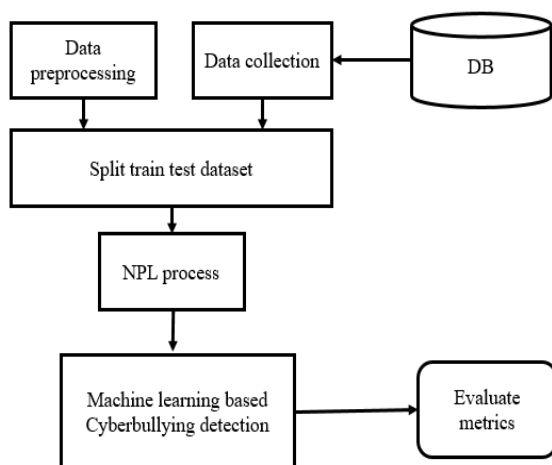 Data
preprocessing
Data collection
DB
Split train test dataset
NPL process
Machine learning based
Cyberbullying detection
Evaluate
metrics